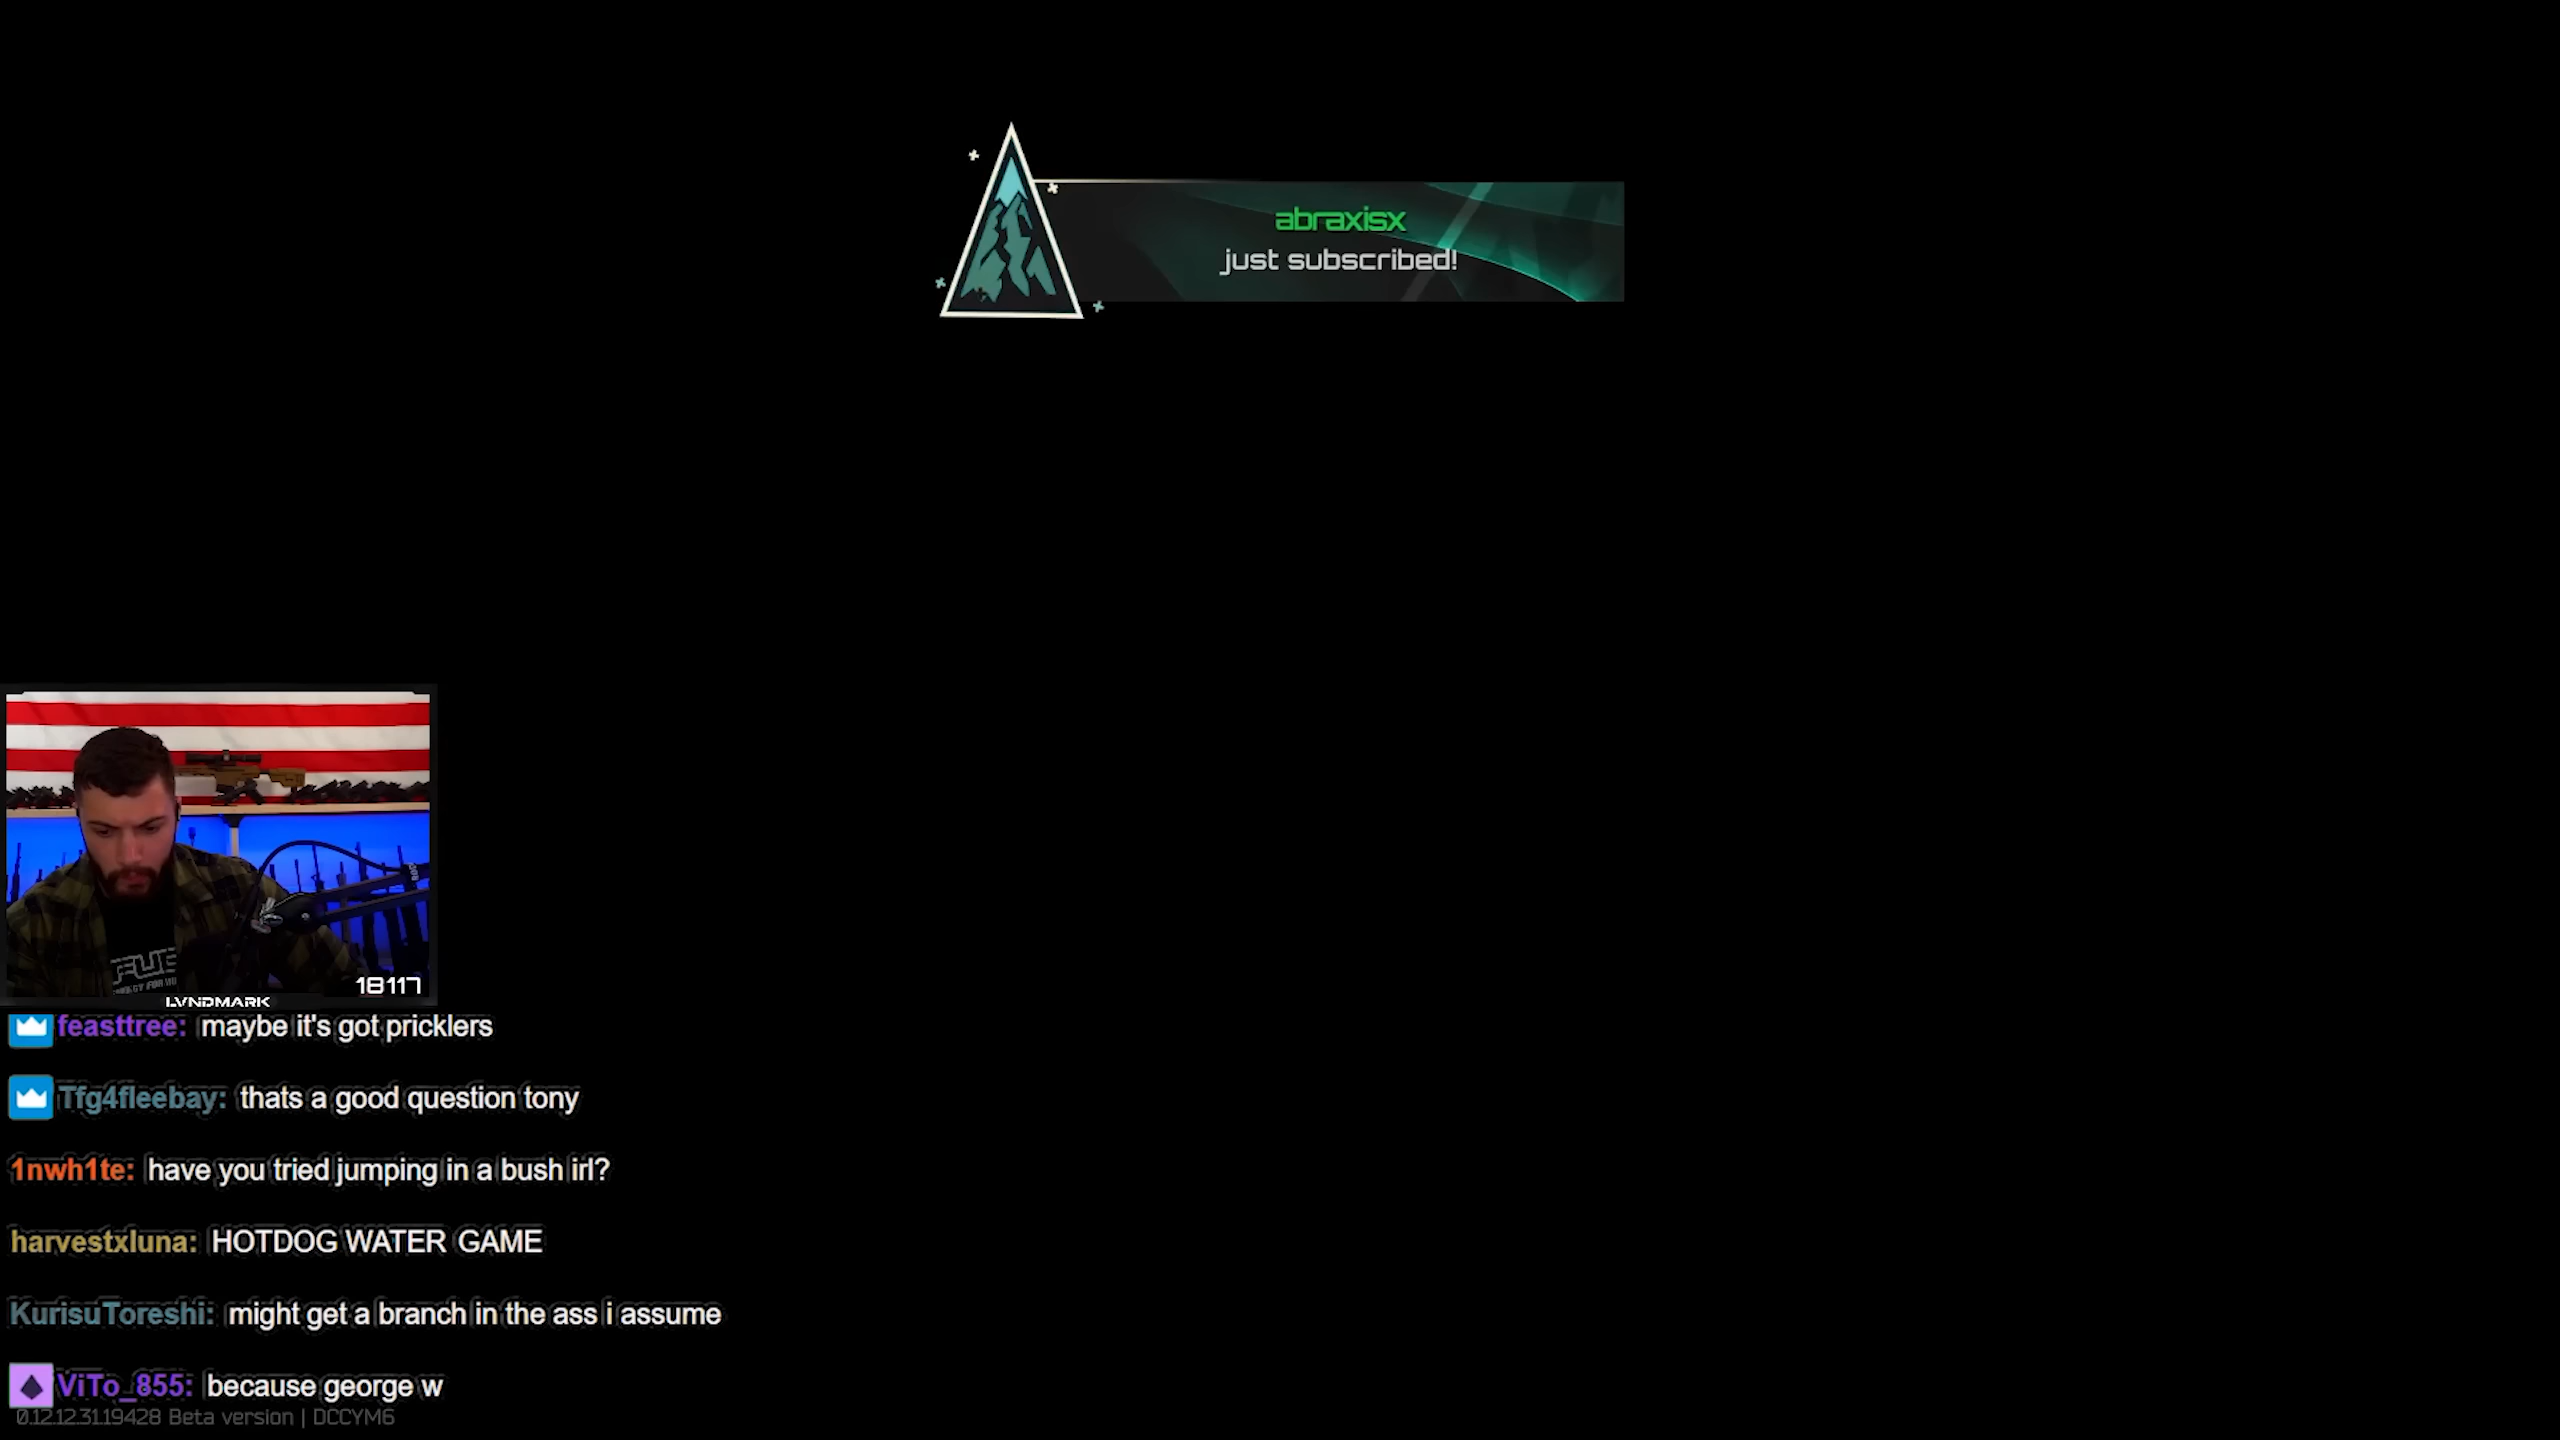 abraxisx
just subscribed!
18117
LVNDMARK
feasttree: maybe it's got pricklers
Tfg4fleebay: thats a good question tony
1nwh1te: have you tried jumping in a bush irl?
harvestxluna: HOTDOG WATER GAME
KurisuToreshi: might get a branch in the ass i assume
ViTo_855: because george w
0.12.12.31.19428 Beta version | DCCYM6